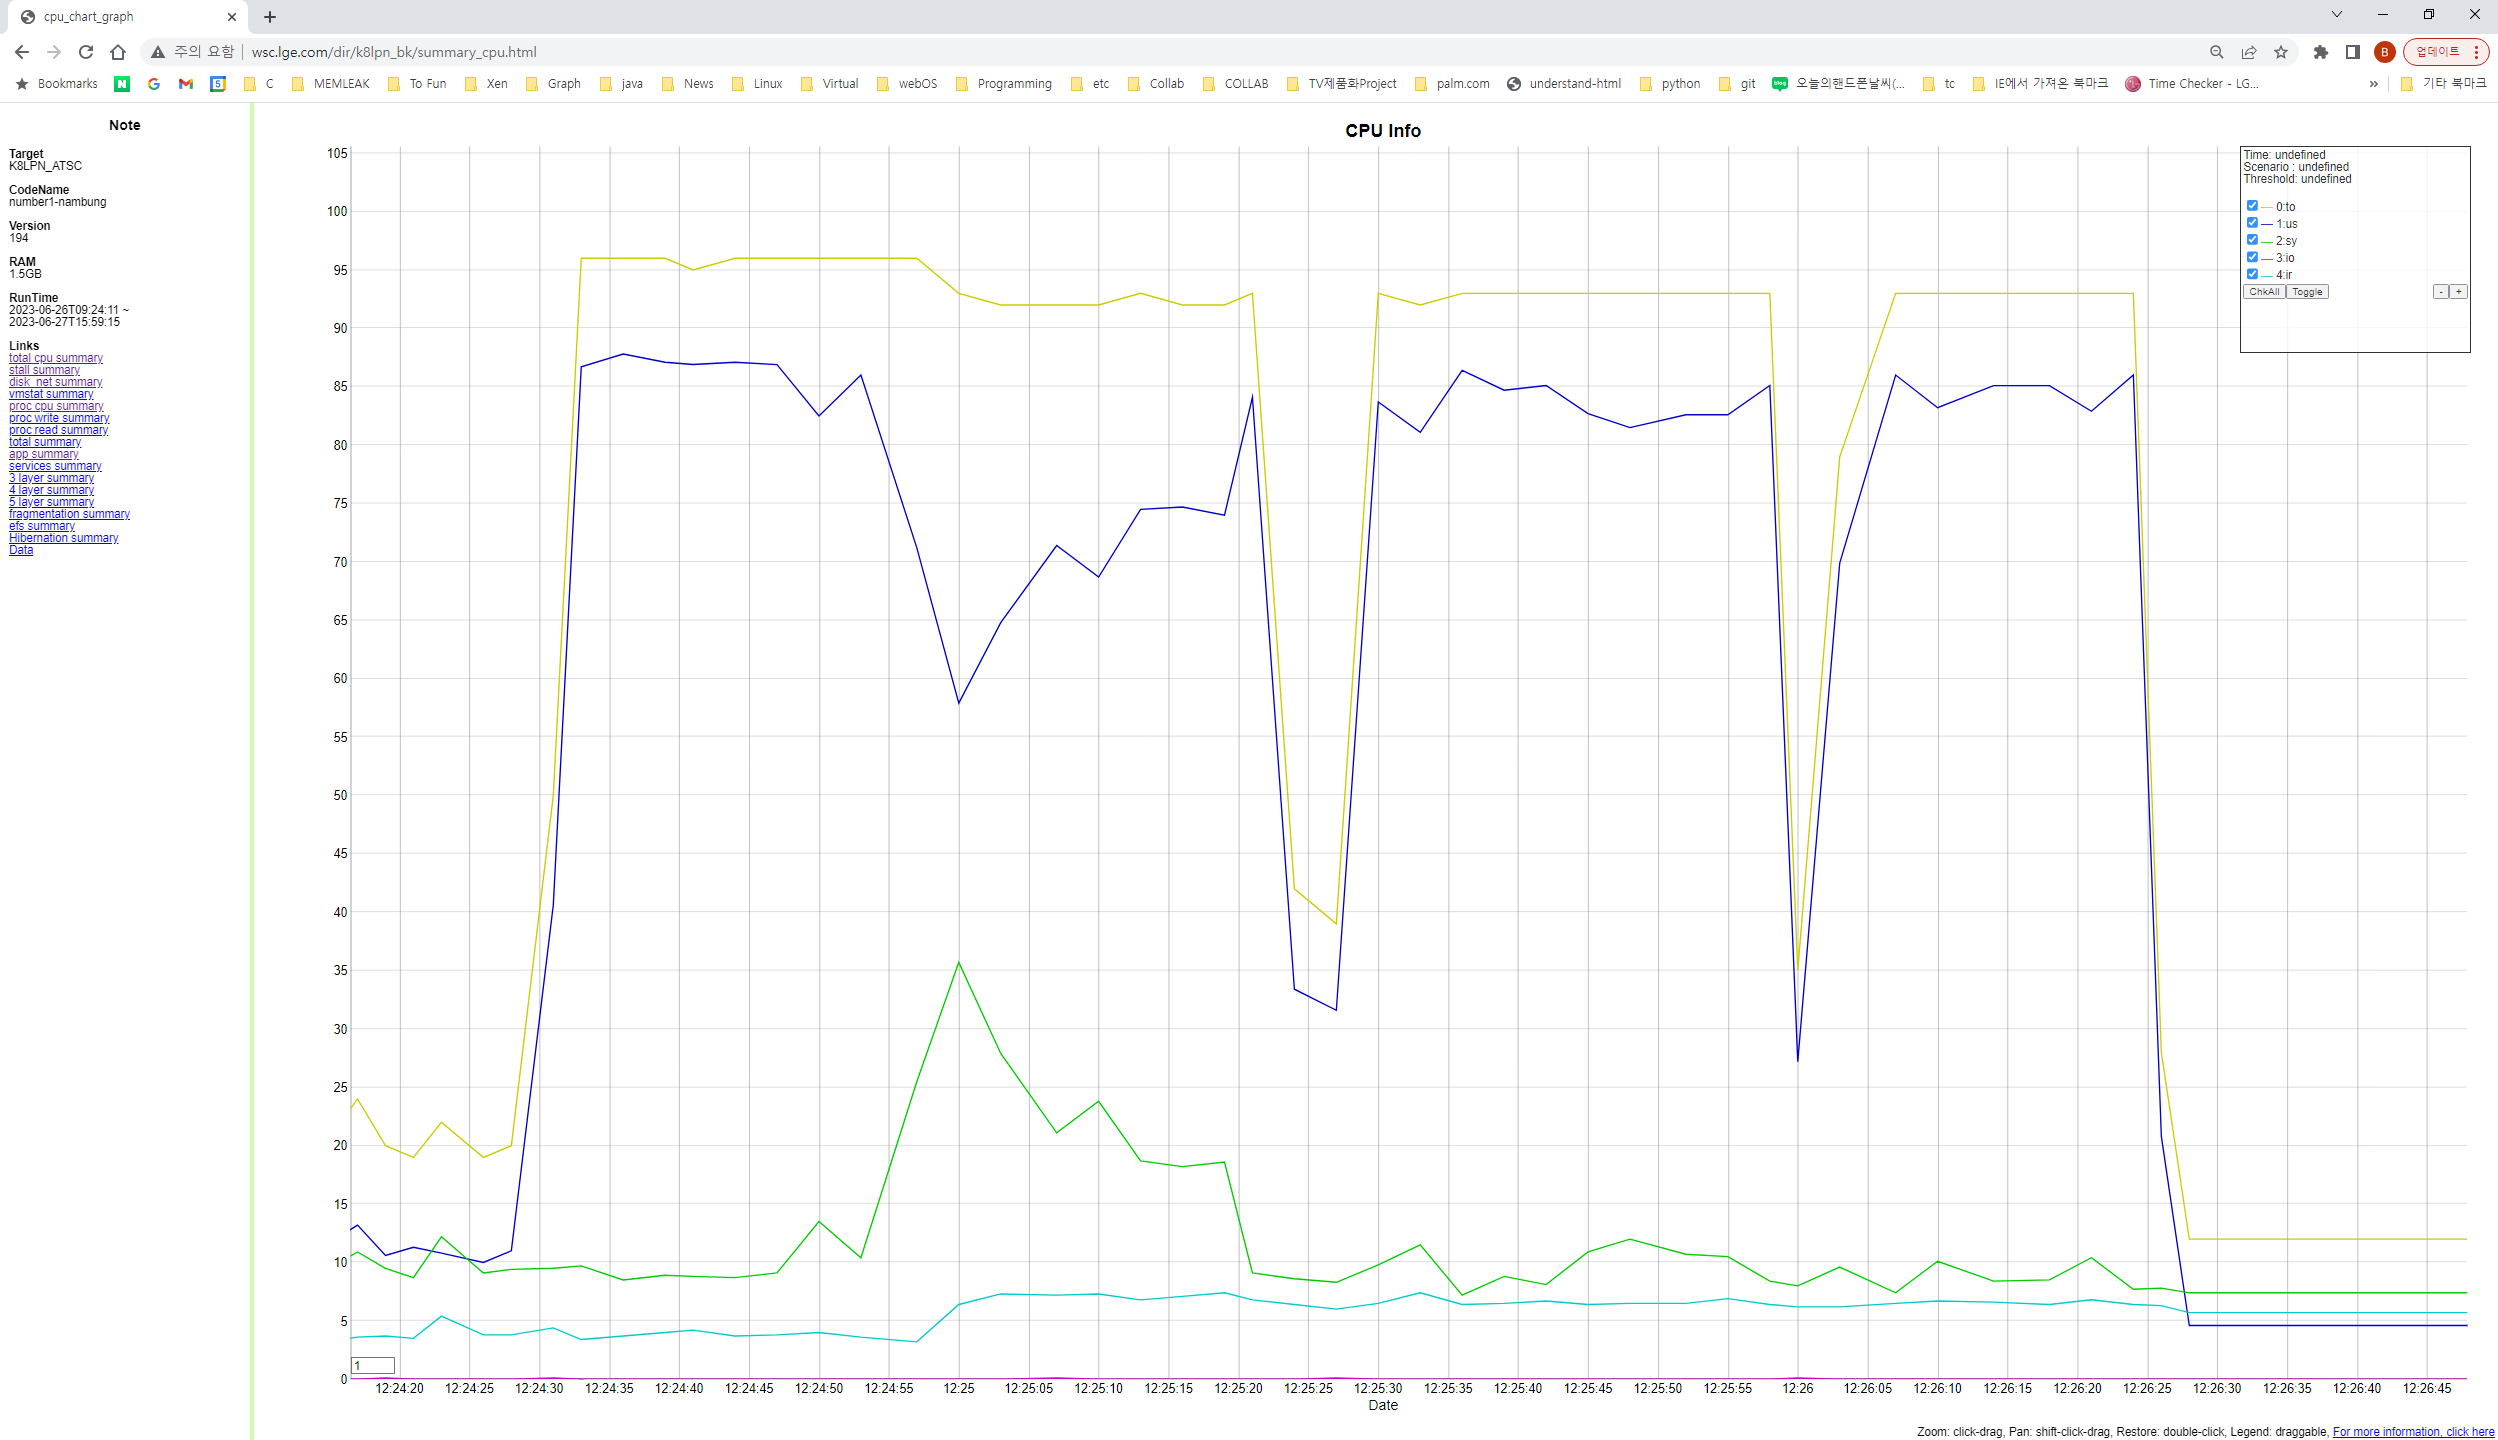 cpu_chart_graph
주의 요함 wsc.lge.com/dir/k8lpn_bk/summary_cpu.html B 업데이트
Bookmarks N G 5 C MEMLEAK To Fun Xen Graph java News Linux Virtual webOS Programming etc Collab COLLAB TV제품화Project palm.com understand-html python git blog 오늘의핸드폰날씨(... tc IE에서 가져온 북마크 Time Checker - LG... » 기타 북마크
Note
Target
K8LPN_ATSC
CodeName
number1-nambung
Version
194
RAM
1.5GB
RunTime
2023-06-26T09:24:11 ~
2023-06-27T15:59:15
Links
total cpu summary
stall summary
disk_net summary
vmstat summary
proc cpu summary
proc write summary
proc read summary
total summary
app summary
services summary
3 layer summary
4 layer summary
5 layer summary
fragmentation summary
efs summary
Hibernation summary
Data
CPU Info
105
100
95
90
85
80
75
70
65
60
55
50
45
40
35
30
25
20
15
10
5
0
1
12:24:20 12:24:25 12:24:30 12:24:35 12:24:40 12:24:45 12:24:50 12:24:55 12:25 12:25:05 12:25:10 12:25:15 12:25:20 12:25:25 12:25:30 12:25:35 12:25:40 12:25:45 12:25:50 12:25:55 12:26 12:26:05 12:26:10 12:26:15 12:26:20 12:26:25 12:26:30 12:26:35 12:26:40 12:26:45
Date
Time: undefined
Scenario : undefined
Threshold: undefined
0:to
1:us
2:sy
3:io
4:ir
ChkAll Toggle - +
Zoom: click-drag, Pan: shift-click-drag, Restore: double-click, Legend: draggable, For more information, click here